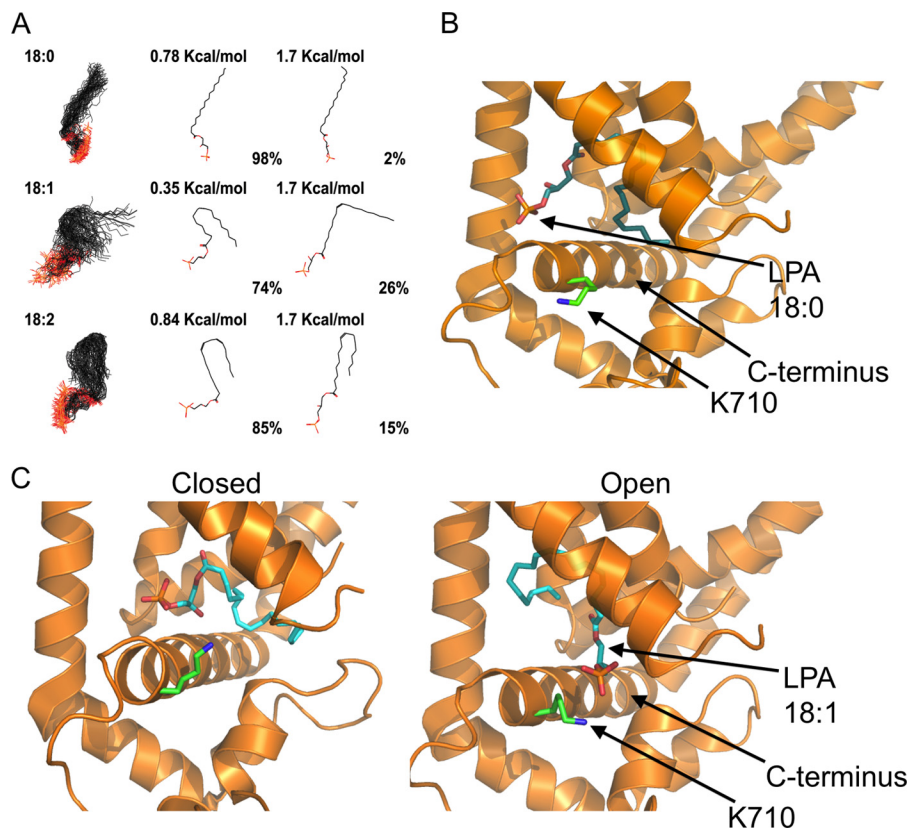 A
18:0
0.78 Kcal/mol
1.7 Kcal/mol
98%
2%
18:1
0.35 Kcal/mol
1.7 Kcal/mol
74%
26%
18:2
0.84 Kcal/mol
1.7 Kcal/mol
85%
15%
B
LPA
18:0
C-terminus
K710
C
Closed
Open
LPA
18:1
C-terminus
K710